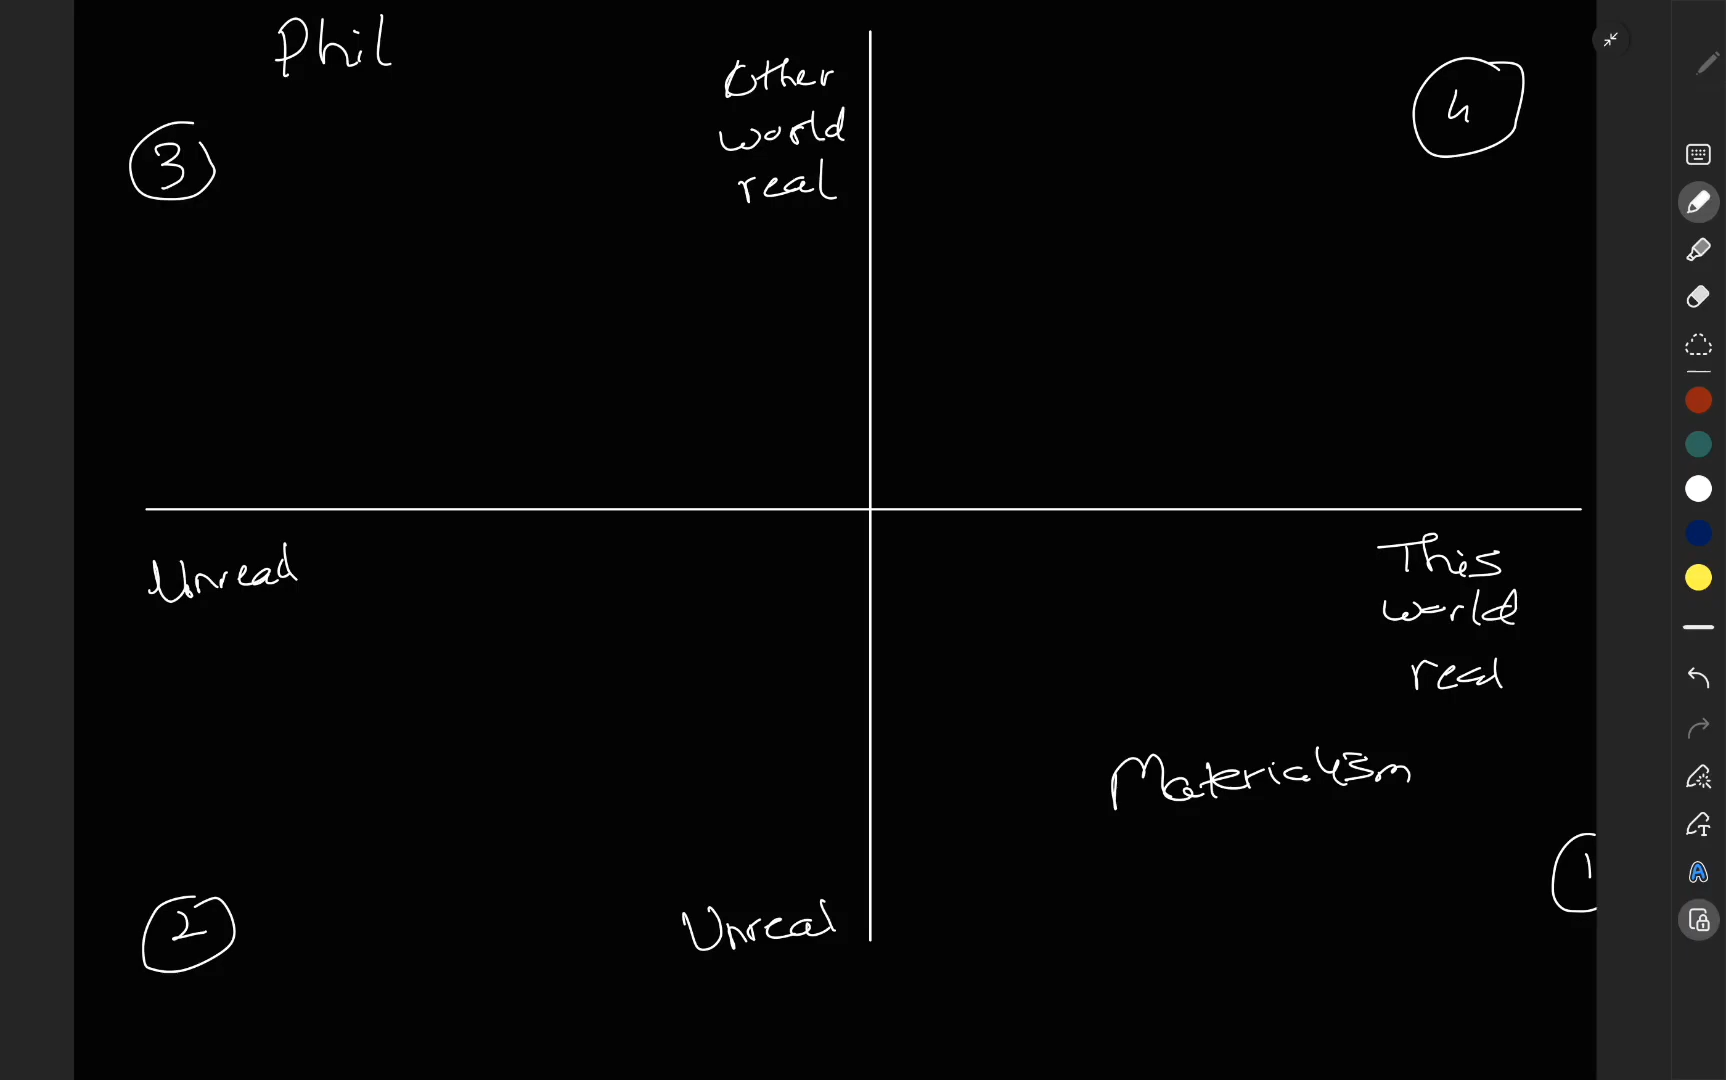 Phil
Other
world
real
4
3
Unreal
This
world
real
Materialism
1
2
Unreal